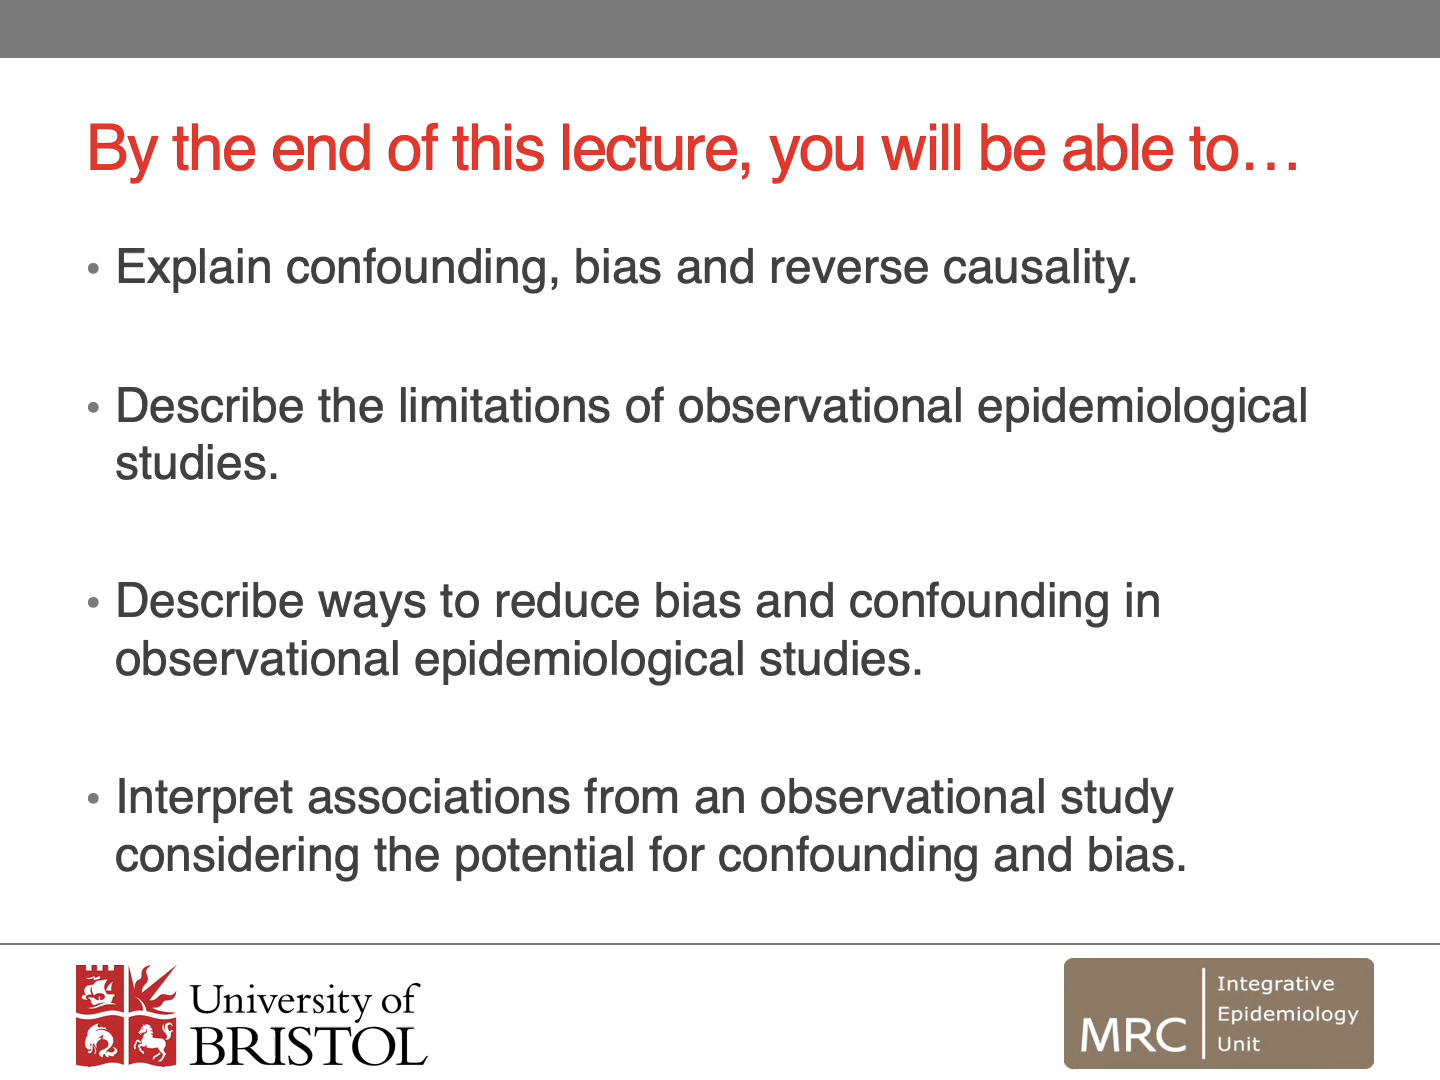 By the end of this lecture, you will be able to…
• Explain confounding, bias and reverse causality.
• Describe the limitations of observational epidemiological
studies.
• Describe ways to reduce bias and confounding in
observational epidemiological studies.
• Interpret associations from an observational study
considering the potential for confounding and bias.
University of
BRISTOL
MRC
Integrative
Epidemiology
Unit